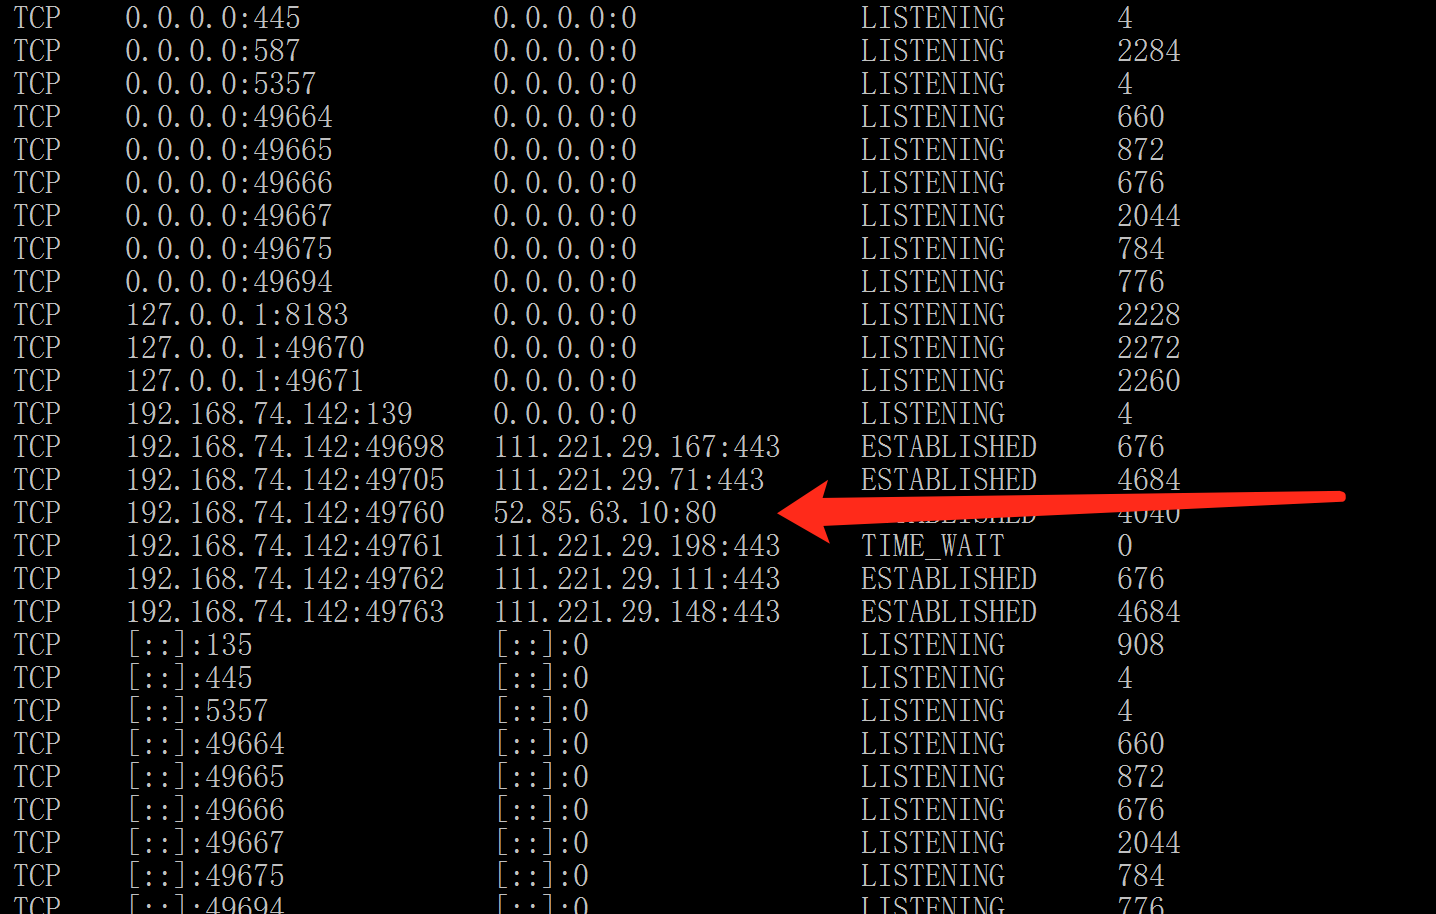 TCP 0.0.0.0:445 0.0.0.0:0 LISTENING 4
TCP 0.0.0.0:587 0.0.0.0:0 LISTENING 2284
TCP 0.0.0.0:5357 0.0.0.0:0 LISTENING 4
TCP 0.0.0.0:49664 0.0.0.0:0 LISTENING 660
TCP 0.0.0.0:49665 0.0.0.0:0 LISTENING 872
TCP 0.0.0.0:49666 0.0.0.0:0 LISTENING 676
TCP 0.0.0.0:49667 0.0.0.0:0 LISTENING 2044
TCP 0.0.0.0:49675 0.0.0.0:0 LISTENING 784
TCP 0.0.0.0:49694 0.0.0.0:0 LISTENING 776
TCP 127.0.0.1:8183 0.0.0.0:0 LISTENING 2228
TCP 127.0.0.1:49670 0.0.0.0:0 LISTENING 2272
TCP 127.0.0.1:49671 0.0.0.0:0 LISTENING 2260
TCP 192.168.74.142:139 0.0.0.0:0 LISTENING 4
TCP 192.168.74.142:49698 111.221.29.167:443 ESTABLISHED 676
TCP 192.168.74.142:49705 111.221.29.71:443 ESTABLISHED 4684
TCP 192.168.74.142:49760 52.85.63.10:80 ESTABLISHED 4040
TCP 192.168.74.142:49761 111.221.29.198:443 TIME_WAIT 0
TCP 192.168.74.142:49762 111.221.29.111:443 ESTABLISHED 676
TCP 192.168.74.142:49763 111.221.29.148:443 ESTABLISHED 4684
TCP [::]:135 [::]:0 LISTENING 908
TCP [::]:445 [::]:0 LISTENING 4
TCP [::]:5357 [::]:0 LISTENING 4
TCP [::]:49664 [::]:0 LISTENING 660
TCP [::]:49665 [::]:0 LISTENING 872
TCP [::]:49666 [::]:0 LISTENING 676
TCP [::]:49667 [::]:0 LISTENING 2044
TCP [::]:49675 [::]:0 LISTENING 784
TCP [::]:49694 [::]:0 LISTENING 776